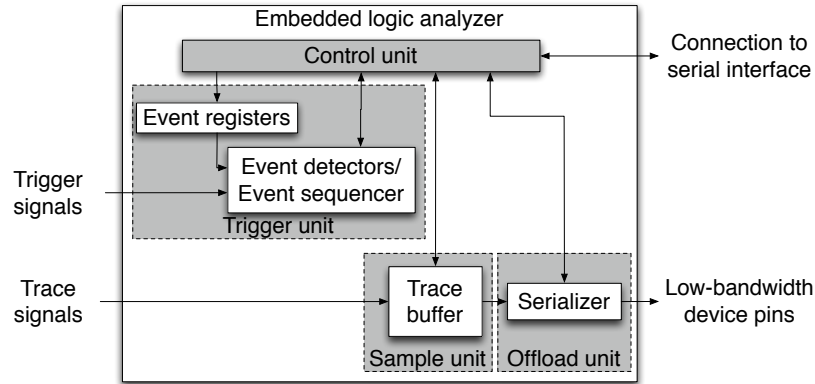 Embedded logic analyzer
Control unit
Connection to
serial interface
Event registers
Event detectors/
Event sequencer
Trigger unit
Trigger
signals
Trace
signals
Trace
buffer
Sample unit
Serializer
Offload unit
Low-bandwidth
device pins